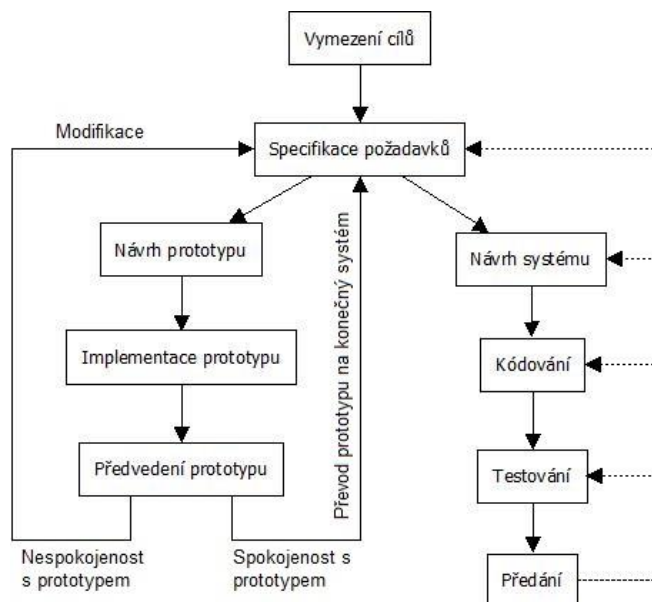 Vymezení cílů
Modifikace
Specifikace požadavků
Návrh prototypu
Převod prototypu na konečný systém
Návrh systému
Implementace prototypu
Kódování
Předvedení prototypu
Testování
Nespokojenost
s prototypem
Spokojenost s
prototypem
Předání